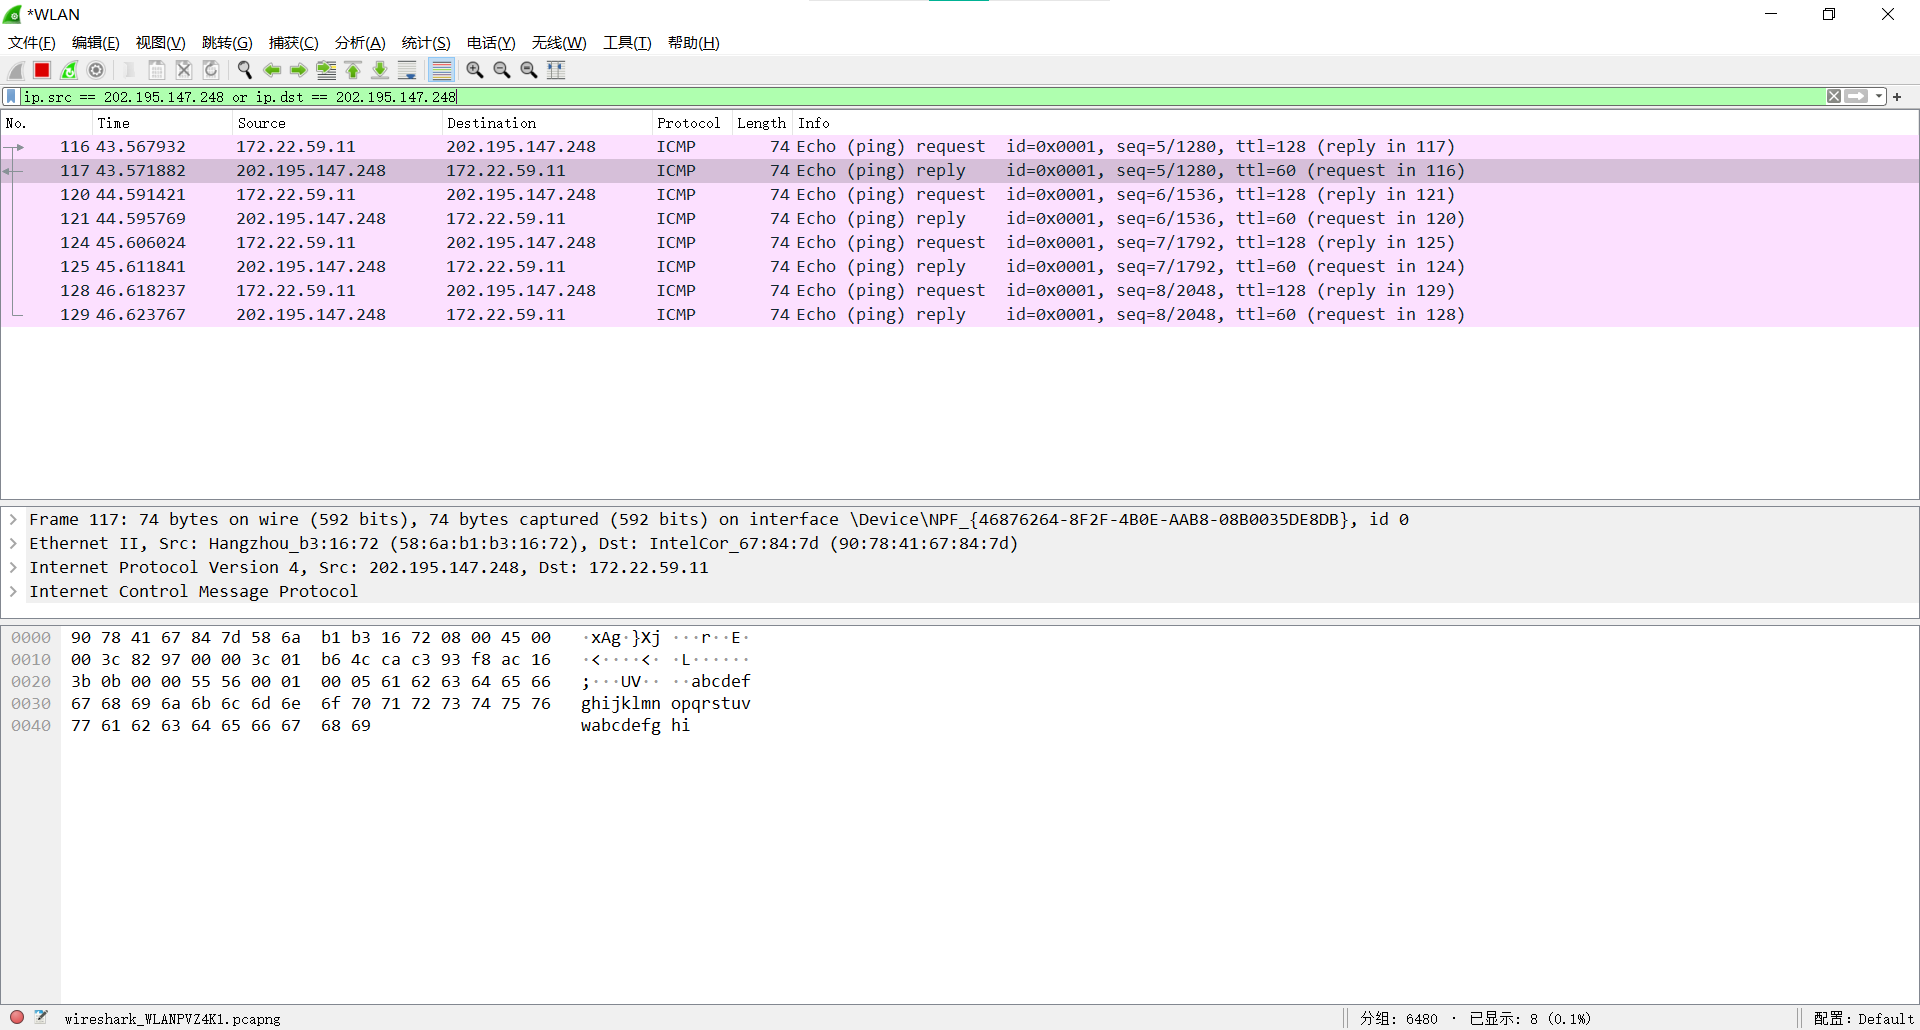 *WLAN
文件(F) 编辑(E) 视图(V) 跳转(G) 捕获(C) 分析(A) 统计(S) 电话(Y) 无线(W) 工具(T) 帮助(H)
ip.src == 202.195.147.248 or ip.dst == 202.195.147.248
No. Time Source Destination Protocol Length Info
116 43.567932 172.22.59.11 202.195.147.248 ICMP 74 Echo (ping) request id=0x0001, seq=5/1280, ttl=128 (reply in 117)
117 43.571882 202.195.147.248 172.22.59.11 ICMP 74 Echo (ping) reply id=0x0001, seq=5/1280, ttl=60 (request in 116)
120 44.591421 172.22.59.11 202.195.147.248 ICMP 74 Echo (ping) request id=0x0001, seq=6/1536, ttl=128 (reply in 121)
121 44.595769 202.195.147.248 172.22.59.11 ICMP 74 Echo (ping) reply id=0x0001, seq=6/1536, ttl=60 (request in 120)
124 45.606024 172.22.59.11 202.195.147.248 ICMP 74 Echo (ping) request id=0x0001, seq=7/1792, ttl=128 (reply in 125)
125 45.611841 202.195.147.248 172.22.59.11 ICMP 74 Echo (ping) reply id=0x0001, seq=7/1792, ttl=60 (request in 124)
128 46.618237 172.22.59.11 202.195.147.248 ICMP 74 Echo (ping) request id=0x0001, seq=8/2048, ttl=128 (reply in 129)
129 46.623767 202.195.147.248 172.22.59.11 ICMP 74 Echo (ping) reply id=0x0001, seq=8/2048, ttl=60 (request in 128)
Frame 117: 74 bytes on wire (592 bits), 74 bytes captured (592 bits) on interface \Device\NPF_{46876264-8F2F-4B0E-AAB8-08B0035DE8DB}, id 0
Ethernet II, Src: Hangzhou_b3:16:72 (58:6a:b1:b3:16:72), Dst: IntelCor_67:84:7d (90:78:41:67:84:7d)
Internet Protocol Version 4, Src: 202.195.147.248, Dst: 172.22.59.11
Internet Control Message Protocol
0000 90 78 41 67 84 7d 58 6a b1 b3 16 72 08 00 45 00 ·xAg·}Xj ···r··E·
0010 00 3c 82 97 00 00 3c 01 b6 4c ca c3 93 f8 ac 16 ·<····<· ·L······
0020 3b 0b 00 00 55 56 00 01 00 05 61 62 63 64 65 66 ;···UV·· ··abcdef
0030 67 68 69 6a 6b 6c 6d 6e 6f 70 71 72 73 74 75 76 ghijklmn opqrstuv
0040 77 61 62 63 64 65 66 67 68 69 wabcdefg hi
wireshark_WLANPVZ4K1.pcapng 分组: 6480 · 已显示: 8 (0.1%) 配置: Default